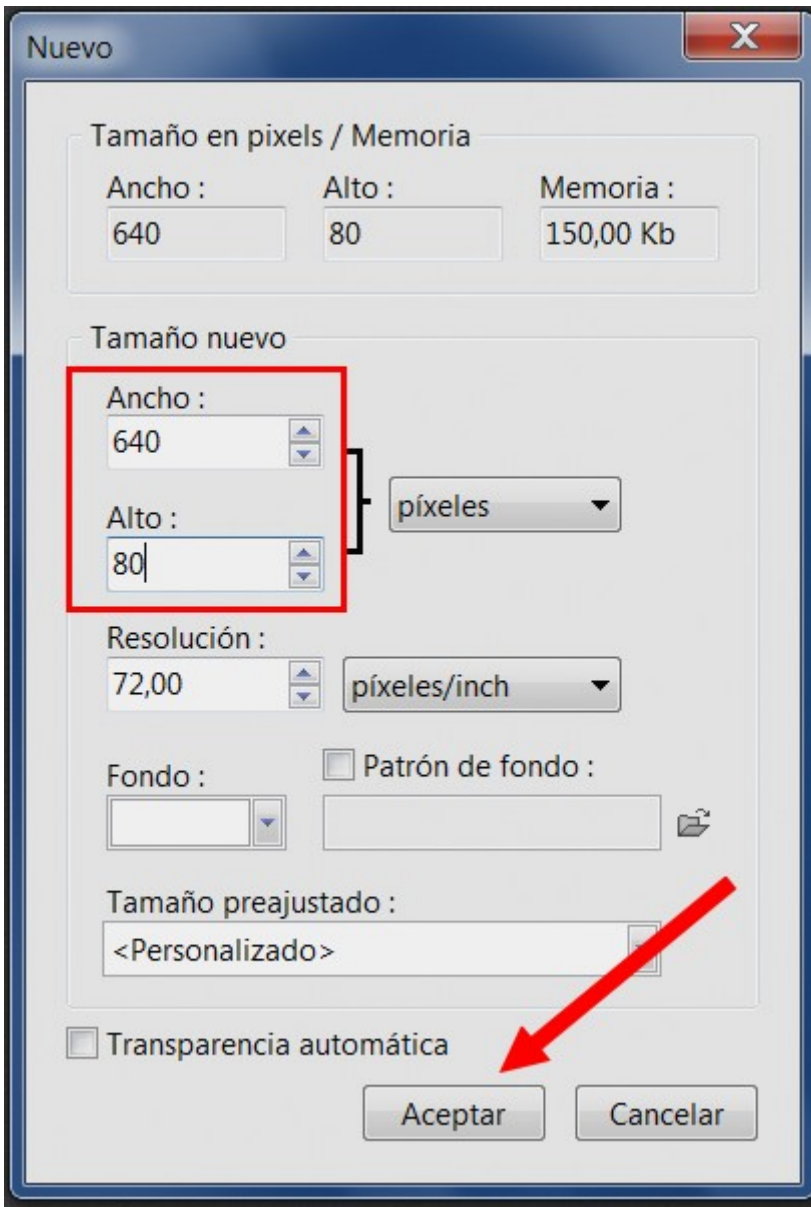 Nuevo
Tamaño en pixels / Memoria
Ancho : Alto : Memoria :
640 80 150,00 Kb
Tamaño nuevo
Ancho :
640
píxeles
Alto :
80
Resolución :
72,00 píxeles/inch
Fondo : Patrón de fondo :
Tamaño preajustado :
<Personalizado>
Transparencia automática
Aceptar Cancelar